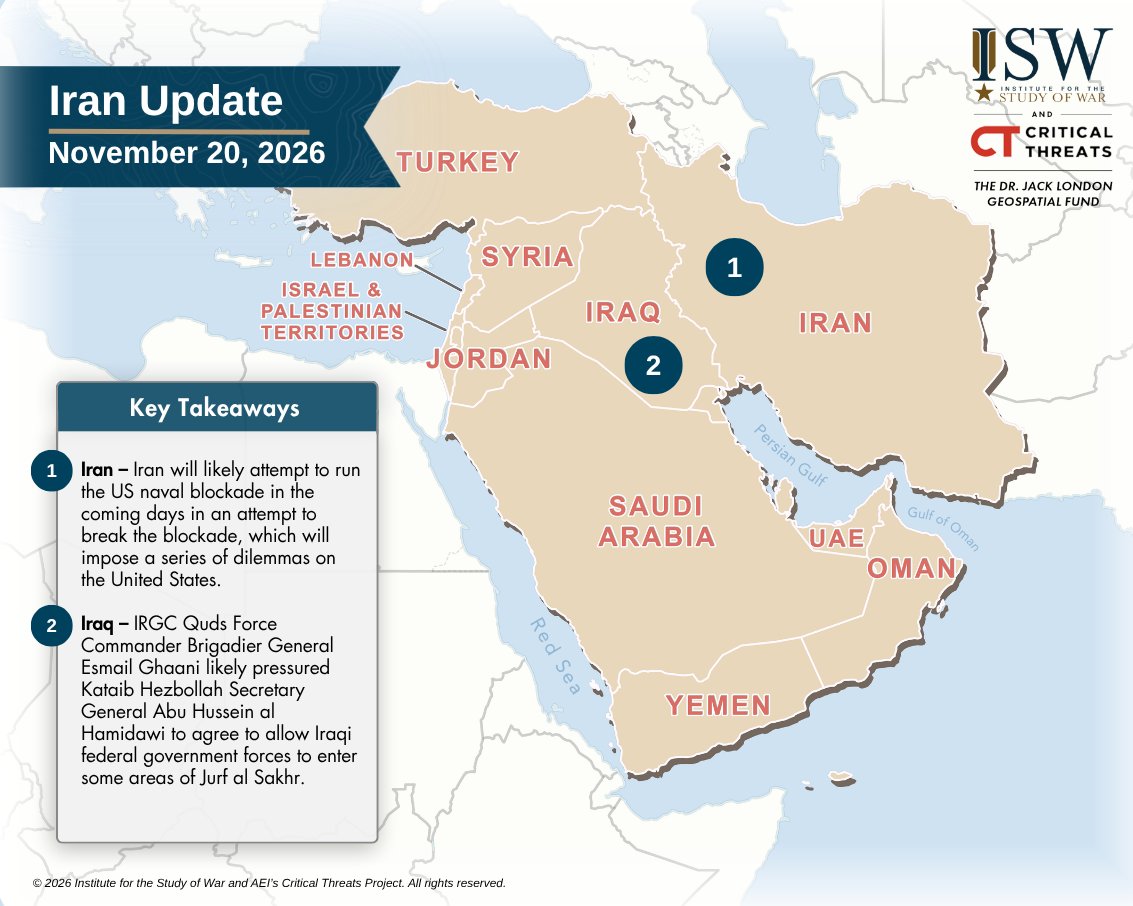 Iran Update
November 20, 2026
ISW
INSTITUTE FOR THE
STUDY OF WAR
AND
CT CRITICAL
THREATS
THE DR. JACK LONDON
GEOSPATIAL FUND
TURKEY
SYRIA
LEBANON
ISRAEL &
PALESTINIAN
TERRITORIES
JORDAN
IRAQ
IRAN
1
2
Persian Gulf
SAUDI
ARABIA
UAE
Gulf of Oman
OMAN
Red Sea
YEMEN
Key Takeaways
1
Iran – Iran will likely attempt to run
the US naval blockade in the
coming days in an attempt to
break the blockade, which will
impose a series of dilemmas on
the United States.
2
Iraq – IRGC Quds Force
Commander Brigadier General
Esmail Ghaani likely pressured
Kataib Hezbollah Secretary
General Abu Hussein al
Hamidawi to agree to allow Iraqi
federal government forces to enter
some areas of Jurf al Sakhr.
© 2026 Institute for the Study of War and AEI's Critical Threats Project. All rights reserved.